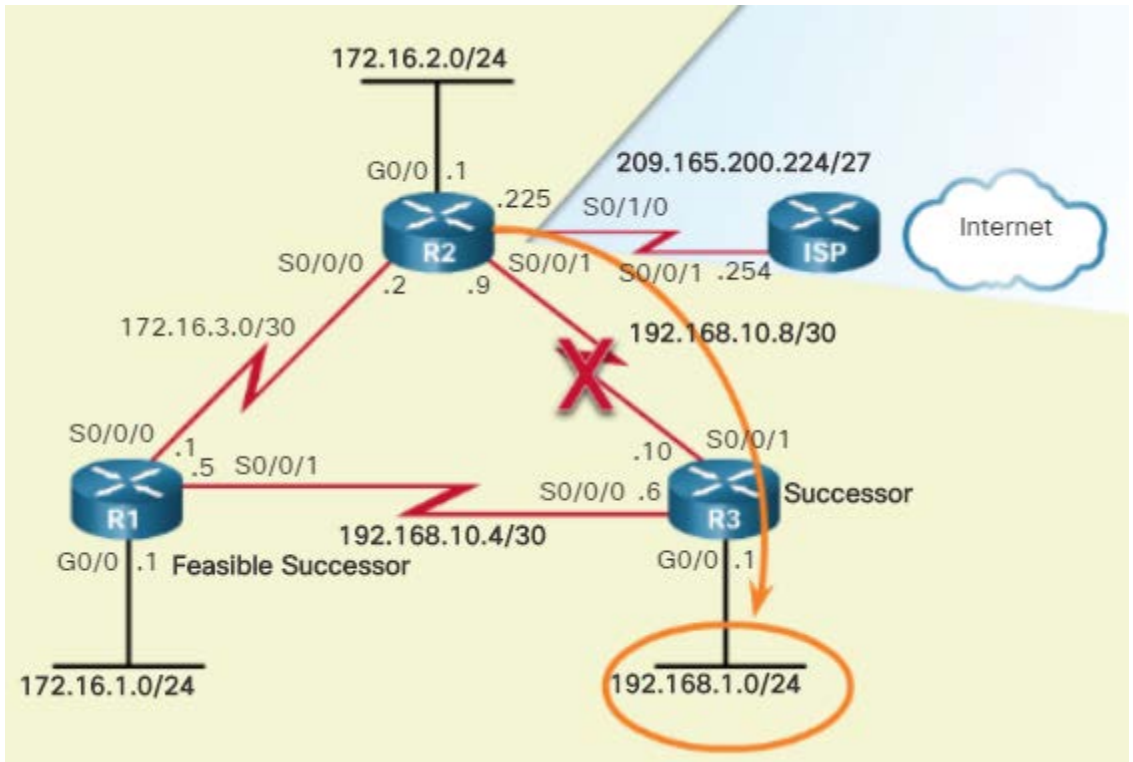 172.16.2.0/24
G0/0 .1
209.165.200.224/27
.225
S0/1/0
Internet
R2
ISP
S0/0/0
S0/0/1
S0/0/1
.254
.2
.9
172.16.3.0/30
192.168.10.8/30
X
S0/0/0
.1
.10
S0/0/1
.5
S0/0/1
S0/0/0
.6
Successor
R1
R3
192.168.10.4/30
G0/0 .1
Feasible Successor
G0/0 .1
172.16.1.0/24
192.168.1.0/24